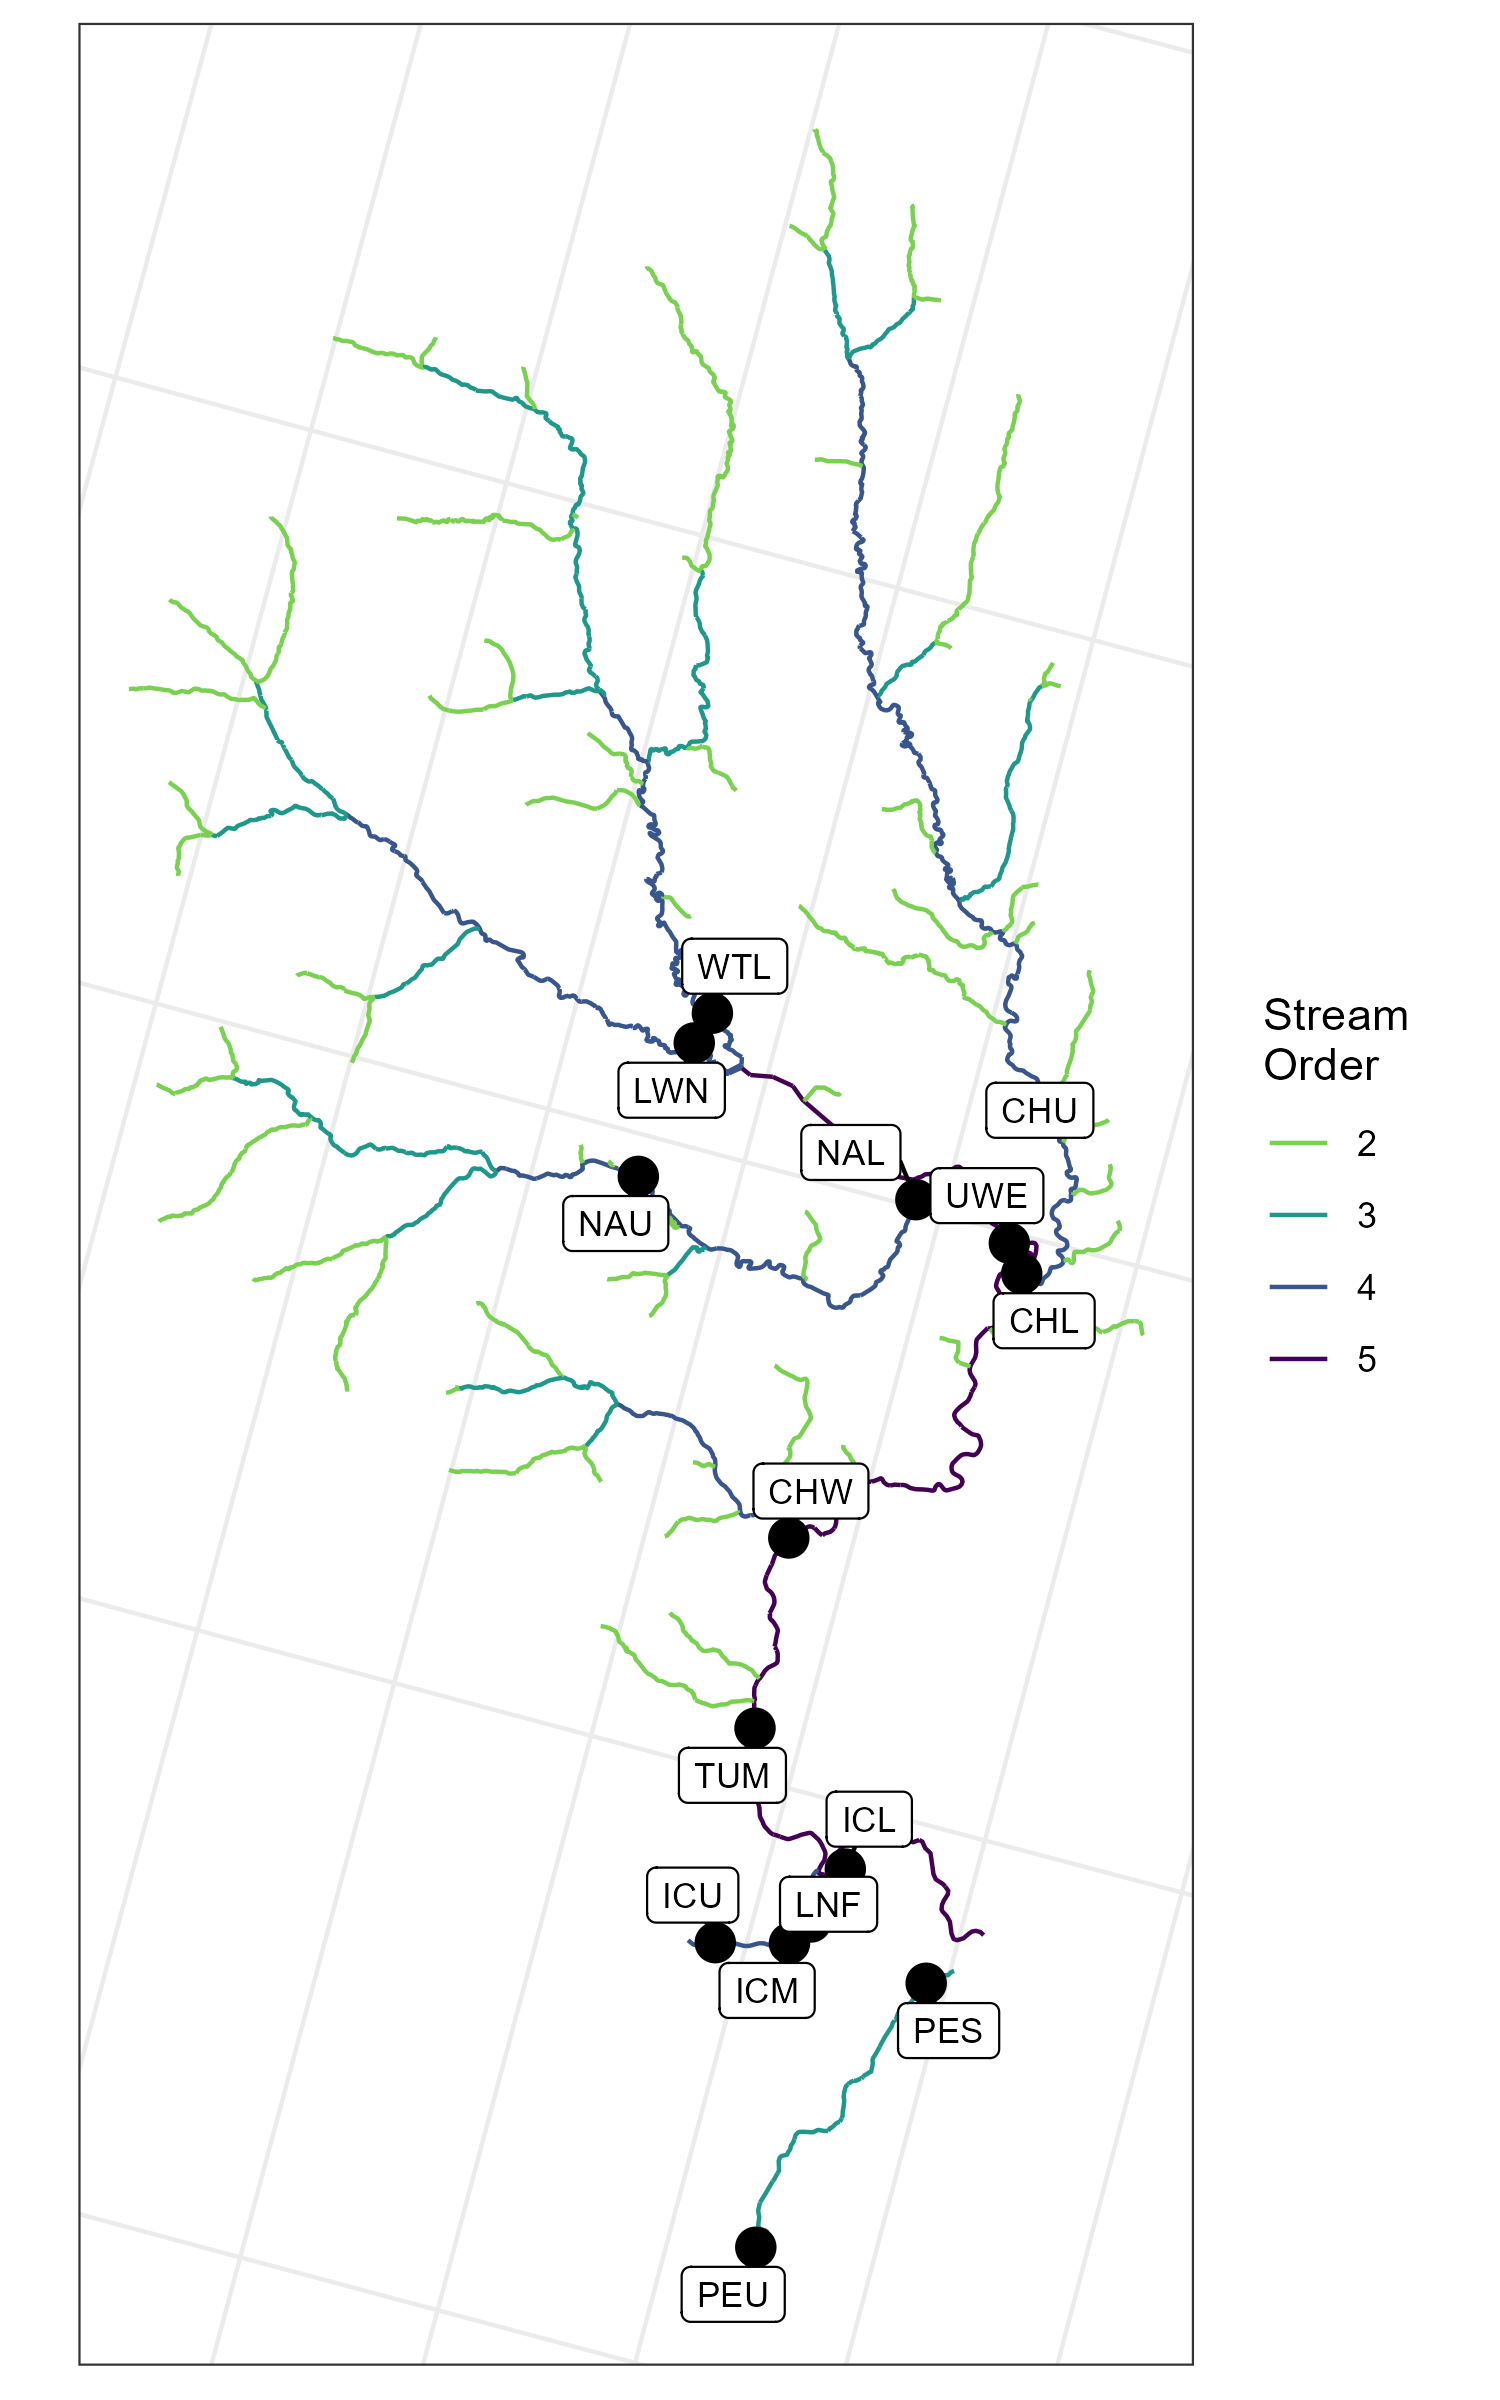 WTL
LWN
CHU
NAL
UWE
NAU
CHL
CHW
TUM
ICL
ICU
LNF
ICM
PES
PEU
Stream
Order
2
3
4
5